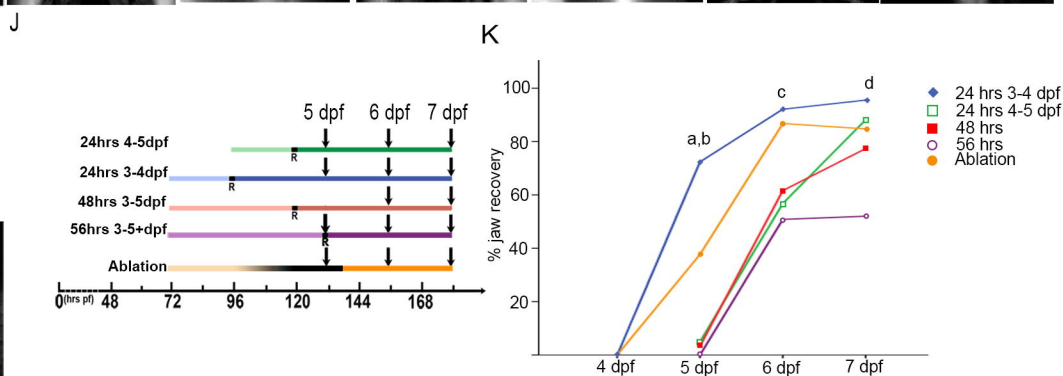 J
5 dpf 6 dpf 7 dpf
24hrs 4-5dpf
R
24hrs 3-4dpf
R
48hrs 3-5dpf
R
56hrs 3-5+dpf
R
Ablation
0(hrs pf) 48 72 96 120 144 168
K
% jaw recovery
100
80
60
40
20
4 dpf 5 dpf 6 dpf 7 dpf
a,b
c
d
24 hrs 3-4 dpf
24 hrs 4-5 dpf
48 hrs
56 hrs
Ablation